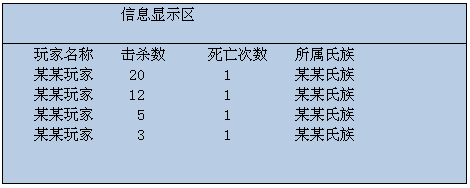 信息显示区
玩家名称 击杀数 死亡次数 所属氏族
某某玩家 20 1 某某氏族
某某玩家 12 1 某某氏族
某某玩家 5 1 某某氏族
某某玩家 3 1 某某氏族